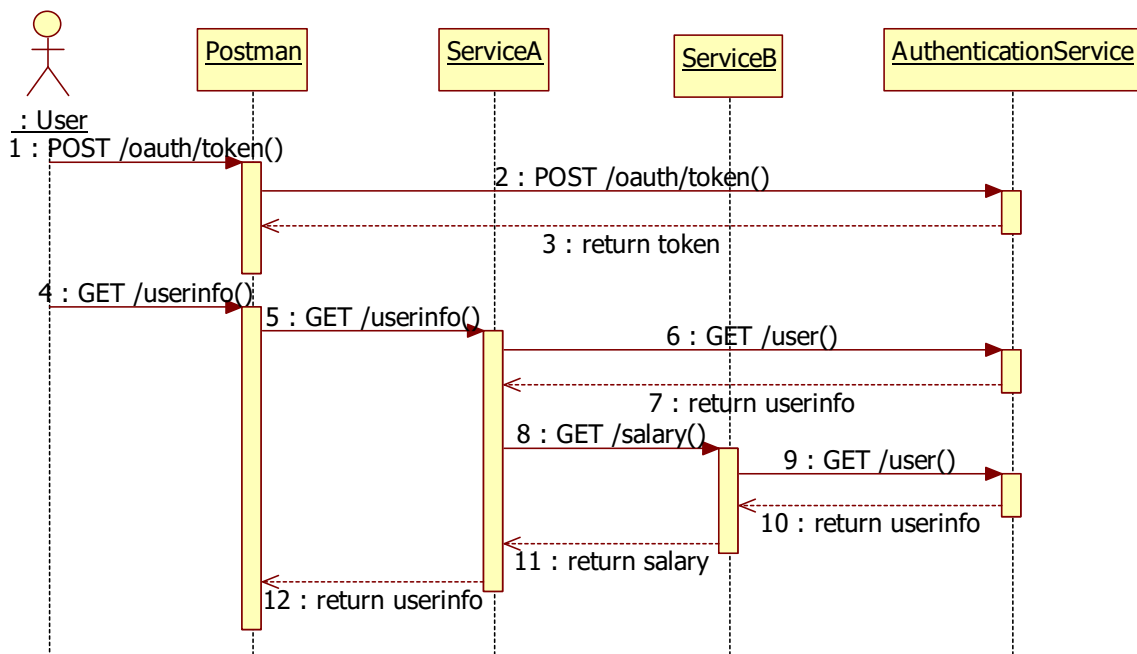 Postman
ServiceA
ServiceB
AuthenticationService
: User
1 : POST /oauth/token()
2 : POST /oauth/token()
3 : return token
4 : GET /userinfo()
5 : GET /userinfo()
6 : GET /user()
7 : return userinfo
8 : GET /salary()
9 : GET /user()
10 : return userinfo
11 : return salary
12 : return userinfo